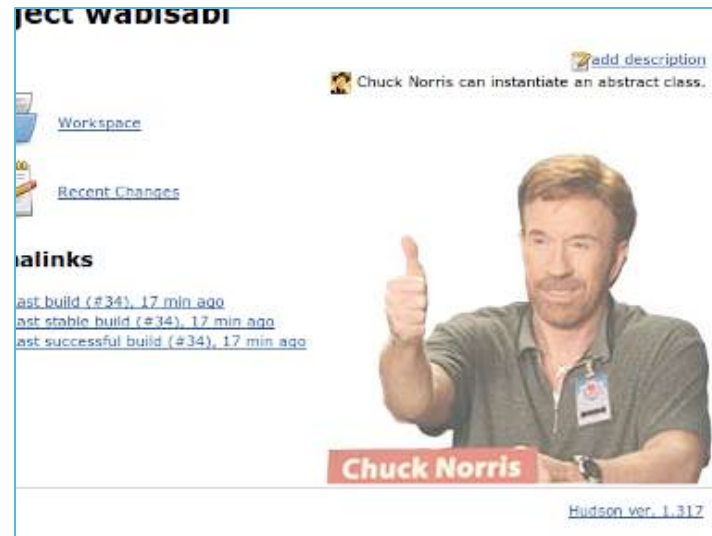 ject wabisabi
add description
Chuck Norris can instantiate an abstract class.
Workspace
Recent Changes
alinks
ast build (#34), 17 min ago
ast stable build (#34), 17 min ago
ast successful build (#34), 17 min ago
Chuck Norris
Hudson ver. 1.317